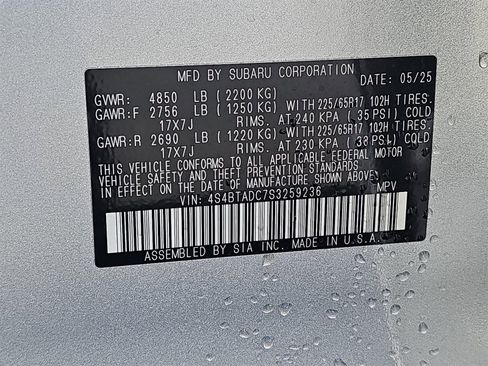 MFD BY SUBARU CORPORATION DATE: 05/25
GVWR: 4850 LB (2200 KG)
GAWR:F 2756 LB (1250 KG) WITH 225/65R17 102H TIRES.
17X7J RIMS. AT 240 KPA (35 PSI) COLD
GAWR:R 2690 LB (1220 KG) WITH 225/65R17 102H TIRES.
17X7J RIMS. AT 230 KPA ( PSI) COLD
THIS VEHICLE CONFORMS TO ALL APPLICABLE FEDERAL MOTOR
VEHICLE SAFETY, BUMPER, AND THEFT PREVENTION STANDARDS
IN EFFECT ON THE DATE OF MANUFACTURE SHOWN ABOVE.
VIN: 4S4BTADC7S3259236 MPV
ASSEMBLED BY SIA INC. MADE IN U.S.A.